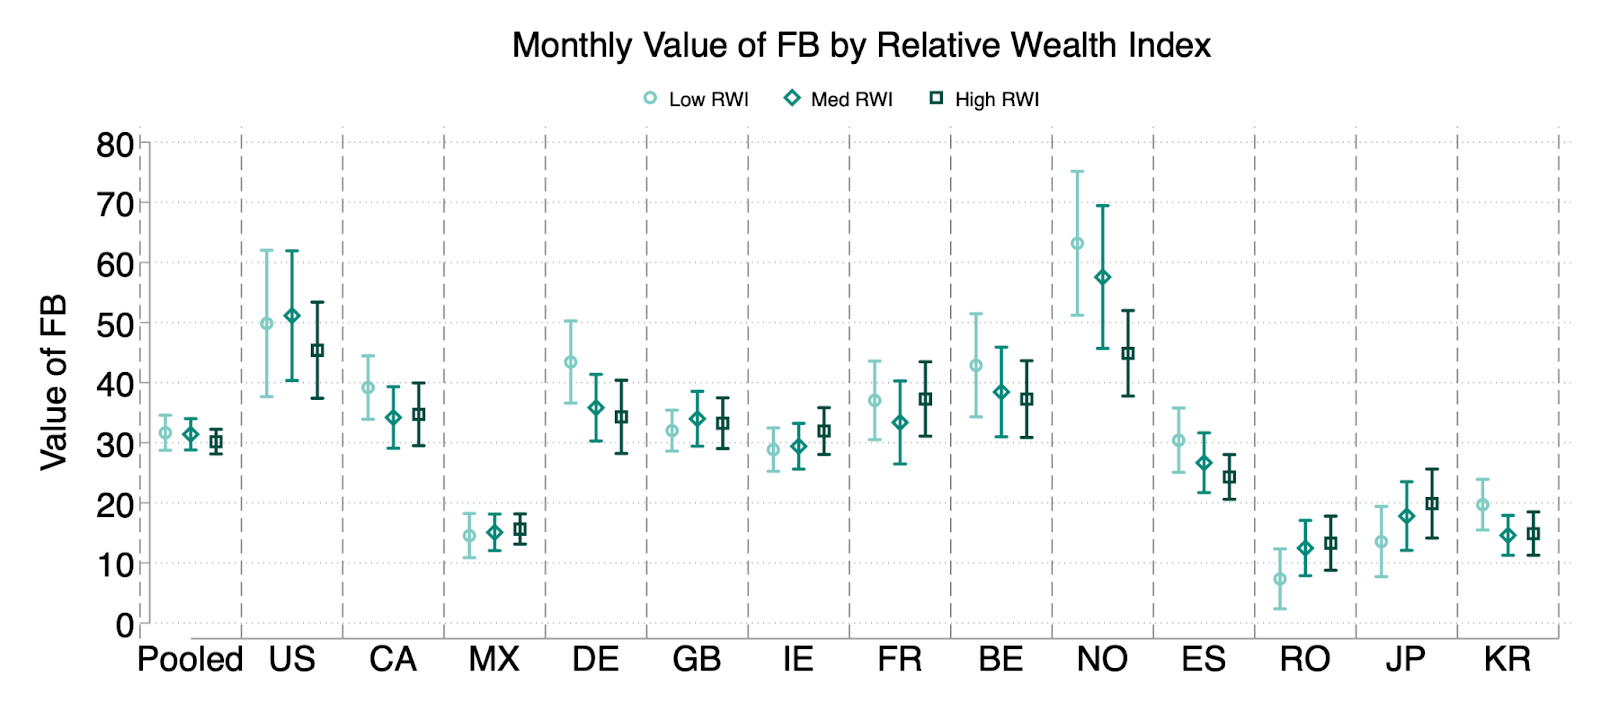 Monthly Value of FB by Relative Wealth Index
Low RWI Med RWI High RWI
Value of FB
80
70
60
50
40
30
20
10
0
Pooled US CA MX DE GB IE FR BE NO ES RO JP KR